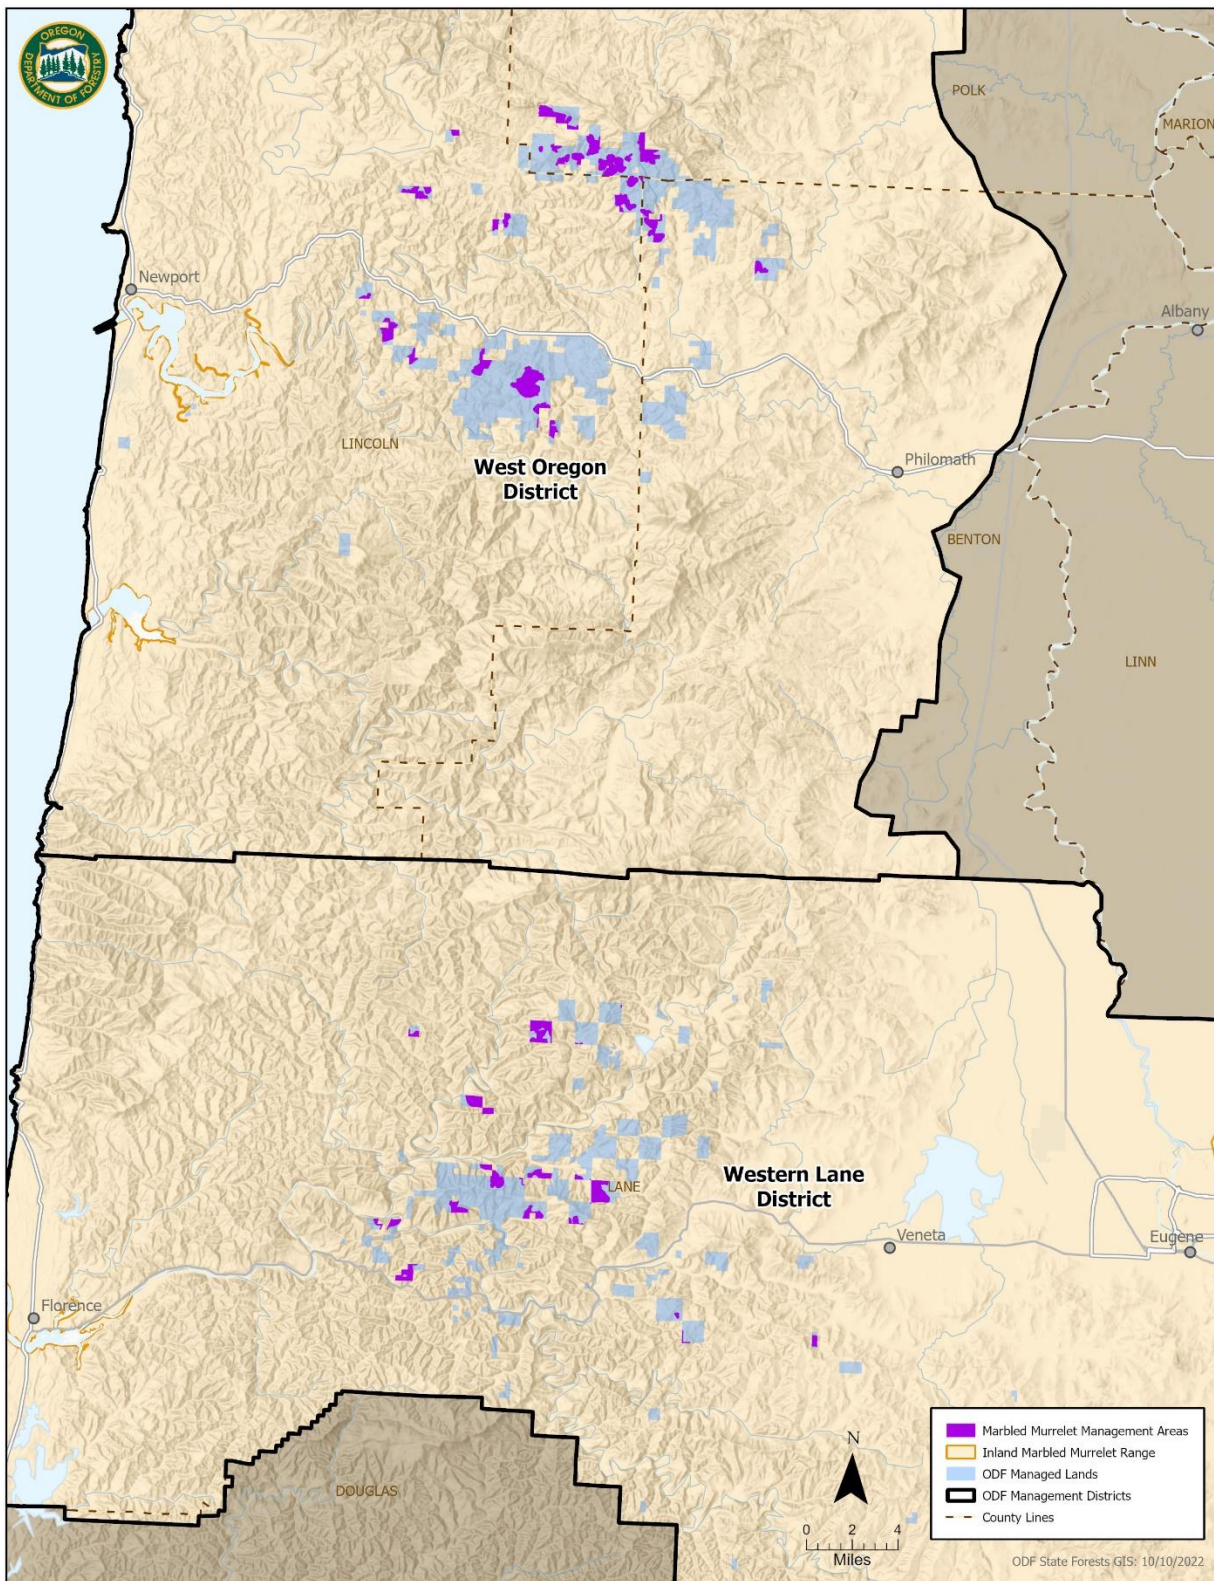 OREGON
DEPARTMENT OF FORESTRY
POLK
MARION
Newport
Albany
LINCOLN
West Oregon
District
Philomath
BENTON
LINN
LANE
Western Lane
District
Veneta
Eugene
Florence
DOUGLAS
N
0 2 4
Miles
Marbled Murrelet Management Areas
Inland Marbled Murrelet Range
ODF Managed Lands
ODF Management Districts
County Lines
ODF State Forests GIS: 10/10/2022